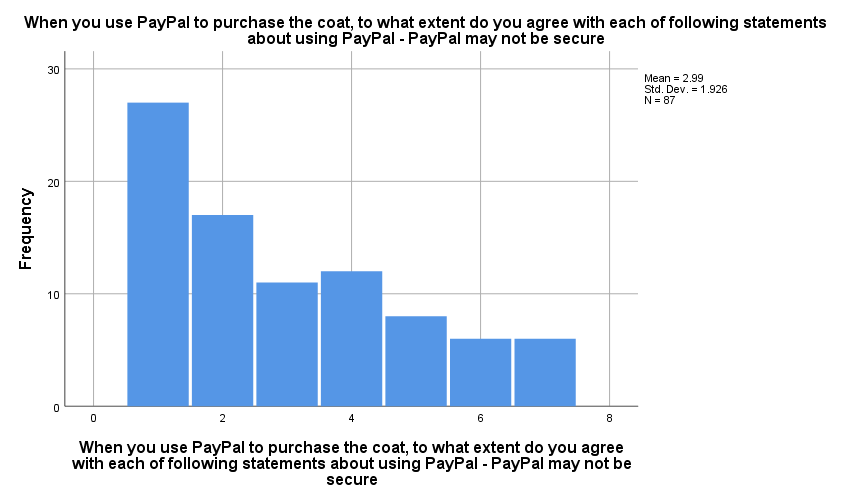 When you use PayPal to purchase the coat, to what extent do you agree with each of following statements
about using PayPal - PayPal may not be secure
Mean = 2.99
Std. Dev. = 1.926
N = 87
30
20
10
0
Frequency
0 2 4 6 8
When you use PayPal to purchase the coat, to what extent do you agree
with each of following statements about using PayPal - PayPal may not be
secure